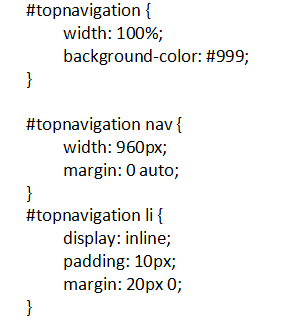 #topnavigation {
width: 100%;
background-color: #999;
}

#topnavigation nav {
width: 960px;
margin: 0 auto;
}
#topnavigation li {
display: inline;
padding: 10px;
margin: 20px 0;
}